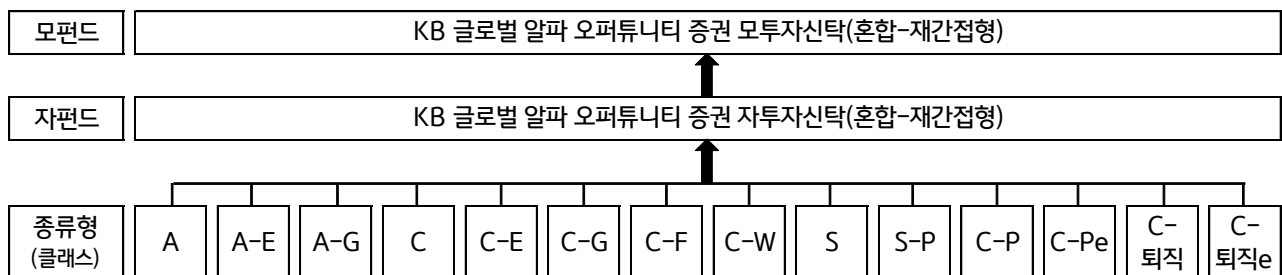 모펀드
KB 글로벌 알파 오퍼튜니티 증권 모투자신탁(혼합-재간접형)
자펀드
KB 글로벌 알파 오퍼튜니티 증권 자투자신탁(혼합-재간접형)
종류형
(클래스)
A
A-E
A-G
C
C-E
C-G
C-F
C-W
S
S-P
C-P
C-Pe
C-
퇴직
C-
퇴직e